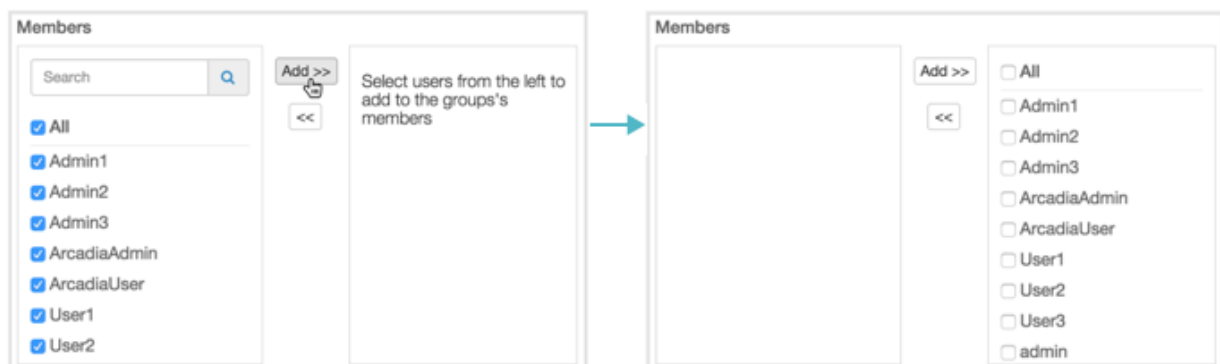 Members
Search
All
Admin1
Admin2
Admin3
ArcadiaAdmin
ArcadiaUser
User1
User2
Add >>
<<
Select users from the left to
add to the groups's
members
Members
Add >>
<<
All
Admin1
Admin2
Admin3
ArcadiaAdmin
ArcadiaUser
User1
User2
User3
admin